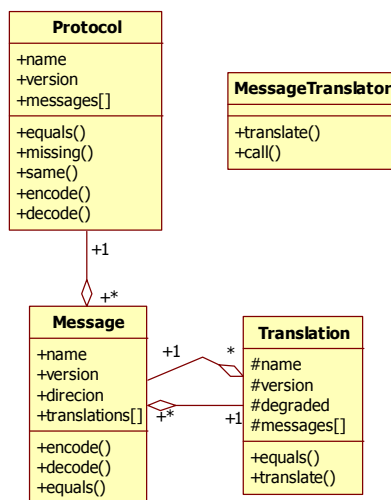 Protocol
+name
+version
+messages[]
+equals()
+missing()
+same()
+encode()
+decode()
MessageTranslator
+translate()
+call()
+1
+*
Message
+name
+version
+direcion
+translations[]
+encode()
+decode()
+equals()
+1
*
+*
+1
Translation
#name
#version
#degraded
#messages[]
+equals()
+translate()